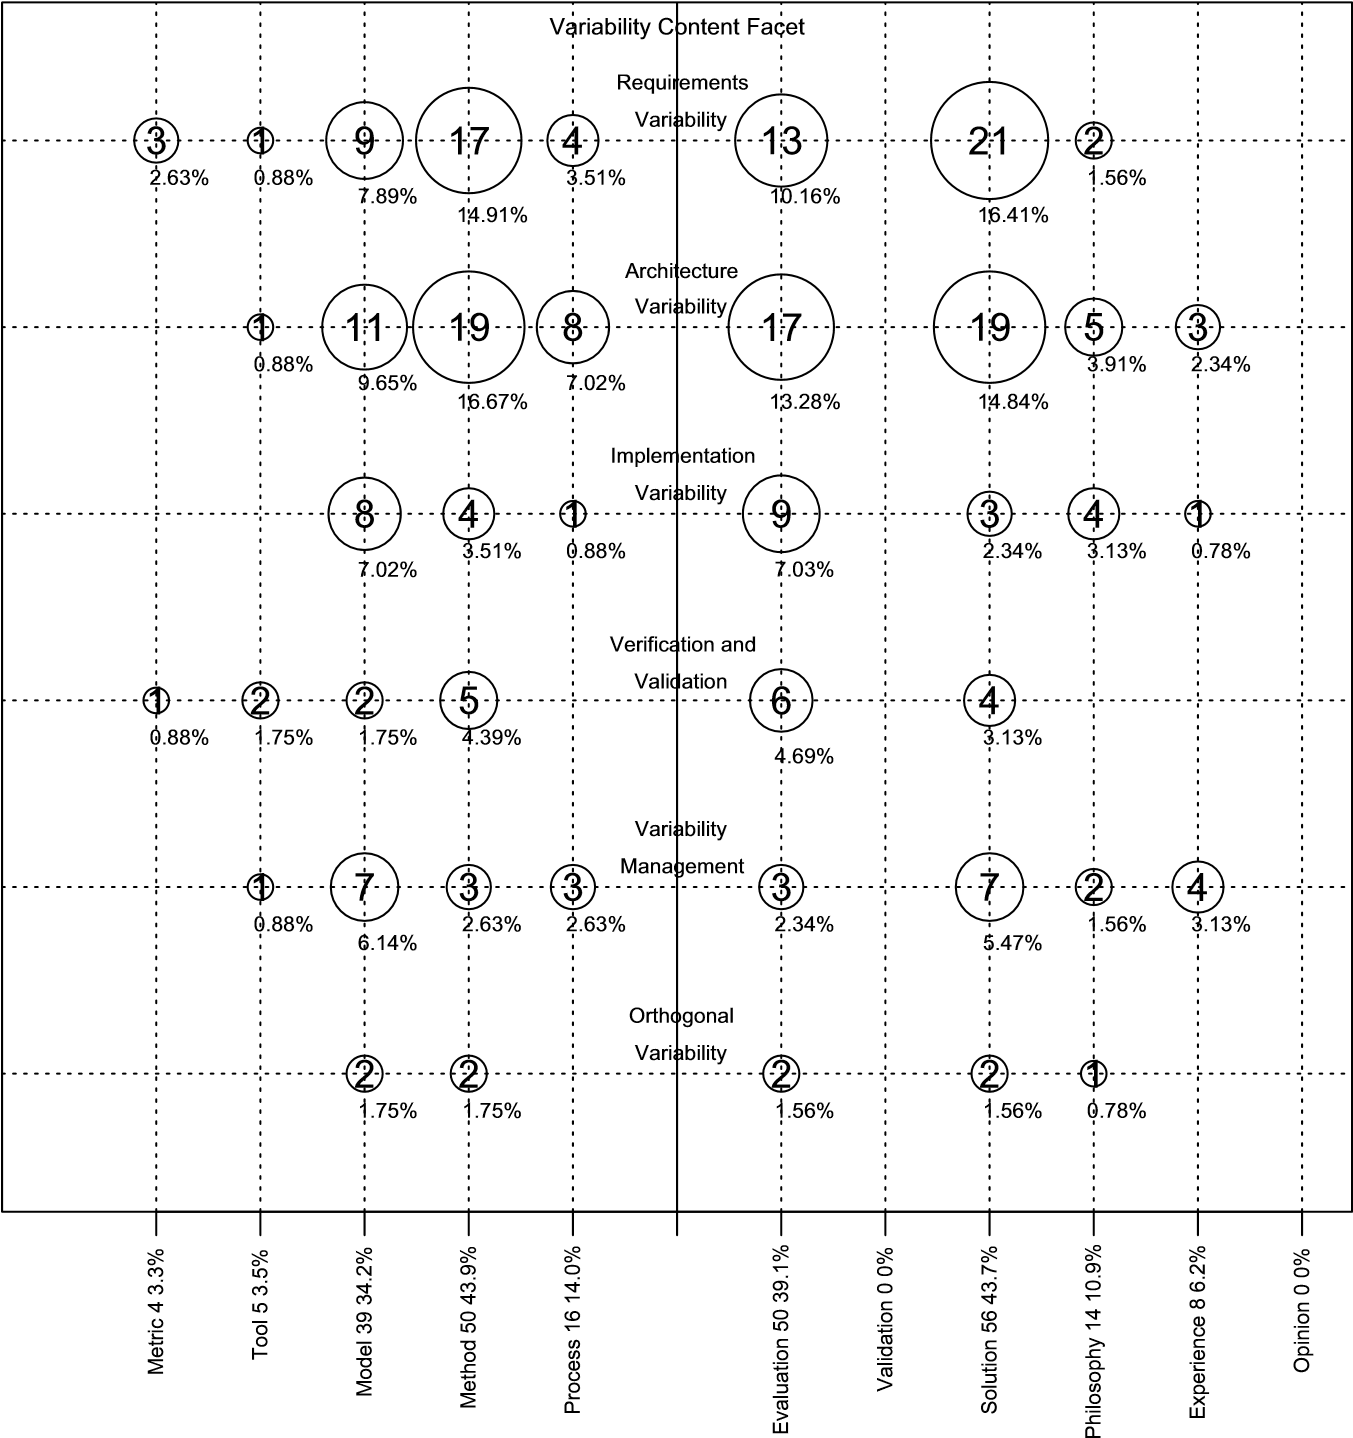 Variability Content Facet
Requirements
Variability
3 1 9 17 4 13 21 2
2.63% 0.88% 3.51% 1.56%
7.89% 10.16%
14.91% 16.41%
Architecture
Variability
1 11 19 8 17 19 5 3
0.88% 3.91% 2.34%
9.65% 7.02%
16.67% 13.28% 14.84%
Implementation
Variability
8 4 1 9 3 4 1
3.51% 0.88% 2.34% 3.13% 0.78%
7.02% 7.03%
Verification and
Validation
1 2 2 5 6 4
0.88% 1.75% 1.75% 4.39% 3.13%
4.69%
Variability
Management
1 7 3 3 3 7 2 4
0.88% 2.63% 2.63% 2.34% 1.56% 3.13%
6.14% 5.47%
Orthogonal
Variability
2 2 2 2 1
1.75% 1.75% 1.56% 1.56% 0.78%
Metric 4 3.3%
Tool 5 3.5%
Model 39 34.2%
Method 50 43.9%
Process 16 14.0%
Evaluation 50 39.1%
Validation 0 0%
Solution 56 43.7%
Philosophy 14 10.9%
Experience 8 6.2%
Opinion 0 0%